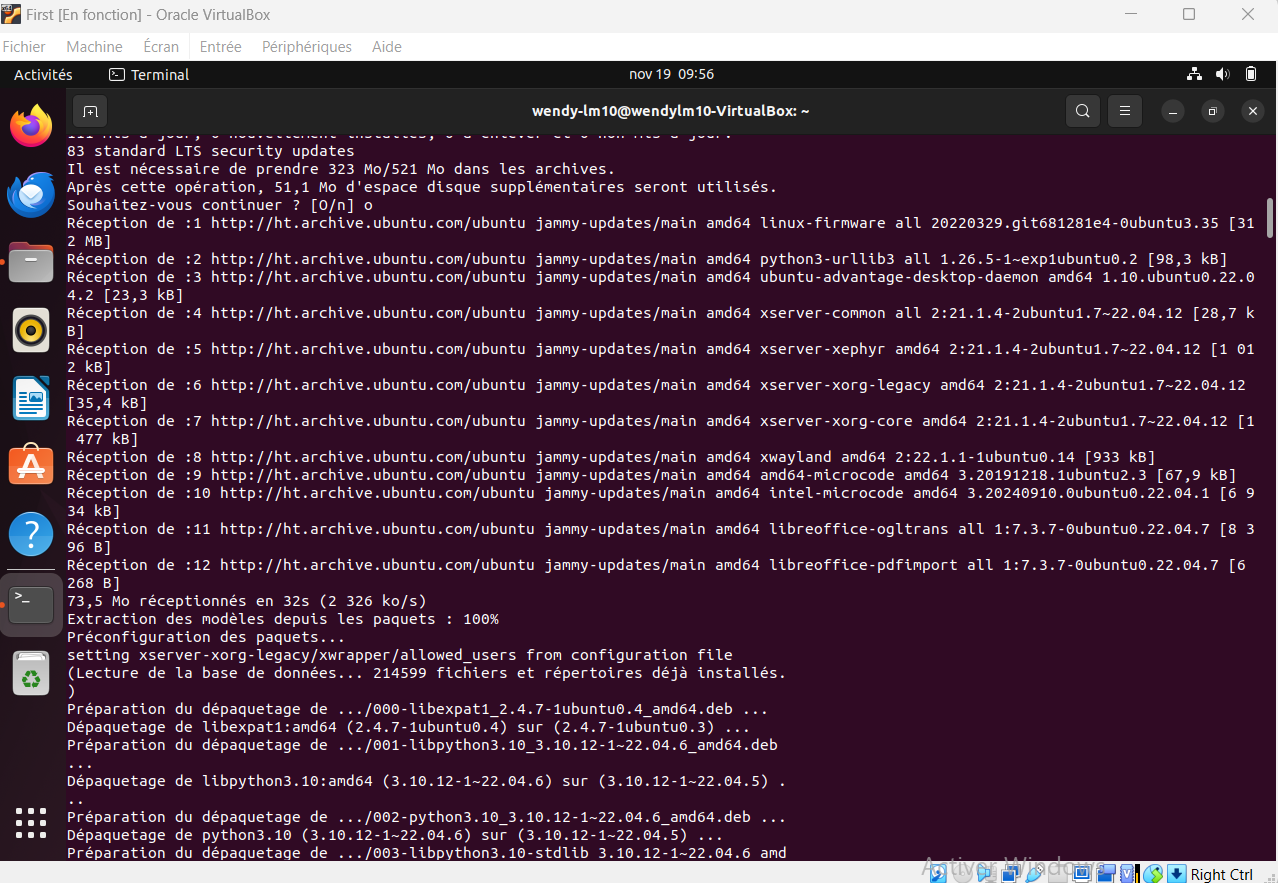 First [En fonction] - Oracle VirtualBox
Fichier Machine Écran Entrée Périphériques Aide
Activités Terminal nov 19 09:56
wendy-lm10@wendylm10-VirtualBox: ~
111 mis à jour, 0 nouvellement installés, 0 à enlever et 0 non mis à jour.
83 standard LTS security updates
Il est nécessaire de prendre 323 Mo/521 Mo dans les archives.
Après cette opération, 51,1 Mo d'espace disque supplémentaires seront utilisés.
Souhaitez-vous continuer ? [O/n] o
Réception de :1 http://ht.archive.ubuntu.com/ubuntu jammy-updates/main amd64 linux-firmware all 20220329.git681281e4-0ubuntu3.35 [31
2 MB]
Réception de :2 http://ht.archive.ubuntu.com/ubuntu jammy-updates/main amd64 python3-urllib3 all 1.26.5-1~exp1ubuntu0.2 [98,3 kB]
Réception de :3 http://ht.archive.ubuntu.com/ubuntu jammy-updates/main amd64 ubuntu-advantage-desktop-daemon amd64 1.10.ubuntu0.22.0
4.2 [23,3 kB]
Réception de :4 http://ht.archive.ubuntu.com/ubuntu jammy-updates/main amd64 xserver-common all 2:21.1.4-2ubuntu1.7~22.04.12 [28,7 k
B]
Réception de :5 http://ht.archive.ubuntu.com/ubuntu jammy-updates/main amd64 xserver-xephyr amd64 2:21.1.4-2ubuntu1.7~22.04.12 [1 01
2 kB]
Réception de :6 http://ht.archive.ubuntu.com/ubuntu jammy-updates/main amd64 xserver-xorg-legacy amd64 2:21.1.4-2ubuntu1.7~22.04.12
[35,4 kB]
Réception de :7 http://ht.archive.ubuntu.com/ubuntu jammy-updates/main amd64 xserver-xorg-core amd64 2:21.1.4-2ubuntu1.7~22.04.12 [1
477 kB]
Réception de :8 http://ht.archive.ubuntu.com/ubuntu jammy-updates/main amd64 xwayland amd64 2:22.1.1-1ubuntu0.14 [933 kB]
Réception de :9 http://ht.archive.ubuntu.com/ubuntu jammy-updates/main amd64 amd64-microcode amd64 3.20191218.1ubuntu2.3 [67,9 kB]
Réception de :10 http://ht.archive.ubuntu.com/ubuntu jammy-updates/main amd64 intel-microcode amd64 3.20240910.0ubuntu0.22.04.1 [6 9
34 kB]
Réception de :11 http://ht.archive.ubuntu.com/ubuntu jammy-updates/main amd64 libreoffice-ogltrans all 1:7.3.7-0ubuntu0.22.04.7 [8 3
96 B]
Réception de :12 http://ht.archive.ubuntu.com/ubuntu jammy-updates/main amd64 libreoffice-pdfimport all 1:7.3.7-0ubuntu0.22.04.7 [6
268 B]
73,5 Mo réceptionnés en 32s (2 326 ko/s)
Extraction des modèles depuis les paquets : 100%
Préconfiguration des paquets...
setting xserver-xorg-legacy/xwrapper/allowed_users from configuration file
(Lecture de la base de données... 214599 fichiers et répertoires déjà installés.
)
Préparation du dépaquetage de .../000-libexpat1_2.4.7-1ubuntu0.4_amd64.deb ...
Dépaquetage de libexpat1:amd64 (2.4.7-1ubuntu0.4) sur (2.4.7-1ubuntu0.3) ...
Préparation du dépaquetage de .../001-libpython3.10_3.10.12-1~22.04.6_amd64.deb
...
Dépaquetage de libpython3.10:amd64 (3.10.12-1~22.04.6) sur (3.10.12-1~22.04.5) .
..
Préparation du dépaquetage de .../002-python3.10_3.10.12-1~22.04.6_amd64.deb ...
Dépaquetage de python3.10 (3.10.12-1~22.04.6) sur (3.10.12-1~22.04.5) ...
Préparation du dépaquetage de .../003-libpython3.10-stdlib_3.10.12-1~22.04.6_amd
Activer Windows
Right Ctrl